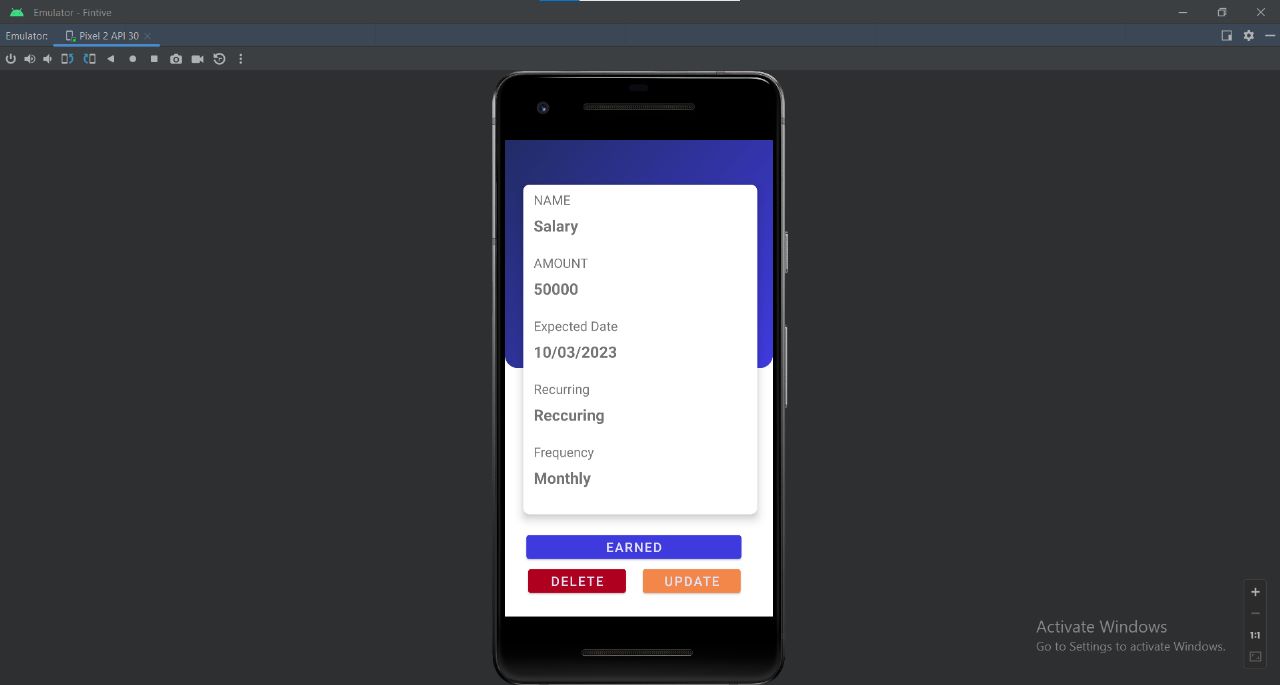 Emulator - Fintive
Emulator: Pixel 2 API 30
NAME
Salary
AMOUNT
50000
Expected Date
10/03/2023
Recurring
Reccuring
Frequency
Monthly
EARNED
DELETE UPDATE
Activate Windows
Go to Settings to activate Windows.
1:1